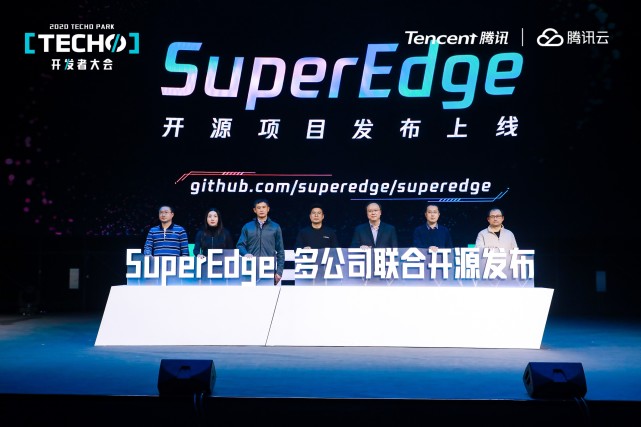 2020 TECHO PARK
[TECHO]
开发者大会
Tencent 腾讯 腾讯云
SuperEdge
开源项目发布上线
github.com/superedge/superedge
SuperEdge 多公司联合开源发布